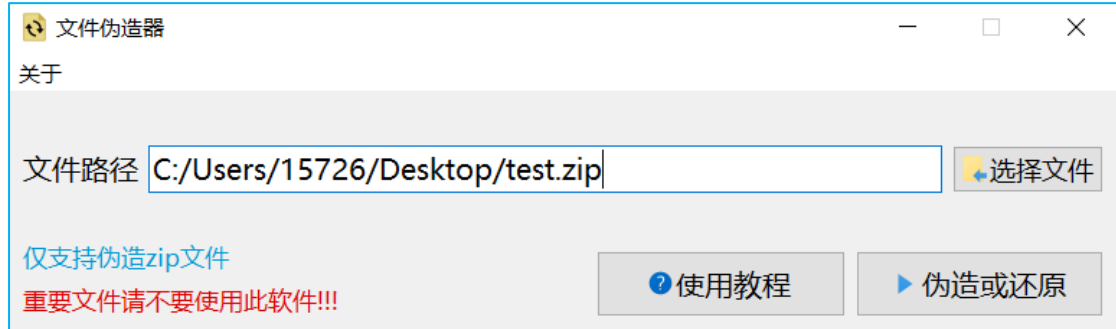 文件伪造器
关于
文件路径 C:/Users/15726/Desktop/test.zip 选择文件
仅支持伪造zip文件
重要文件请不要使用此软件!!!
使用教程 伪造或还原